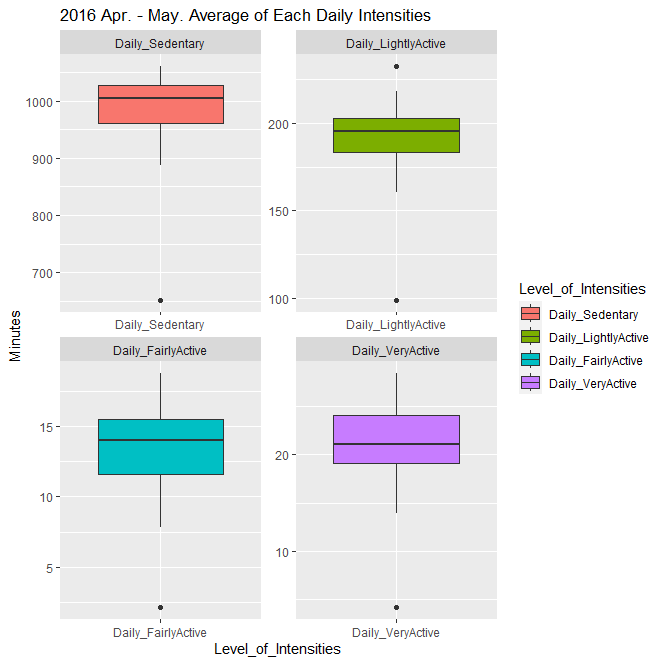 2016 Apr. - May. Average of Each Daily Intensities
Daily_Sedentary
Daily_LightlyActive
1000
900
800
700
200
150
100
Daily_Sedentary
Daily_LightlyActive
Minutes
Daily_FairlyActive
Daily_VeryActive
15
10
5
20
10
Daily_FairlyActive
Daily_VeryActive
Level_of_Intensities
Level_of_Intensities
Daily_Sedentary
Daily_LightlyActive
Daily_FairlyActive
Daily_VeryActive